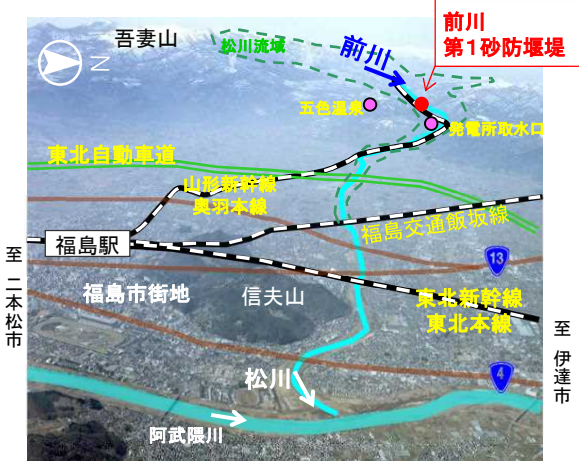 前川
第1砂防堰堤
吾妻山
松川流域
前川
N
五色温泉
発電所取水口
東北自動車道
山形新幹線
奥羽本線
福島交通飯坂線
福島駅
13
至 二本松市
福島市街地
信夫山
東北新幹線
東北本線
至 伊達市
松川
4
阿武隈川